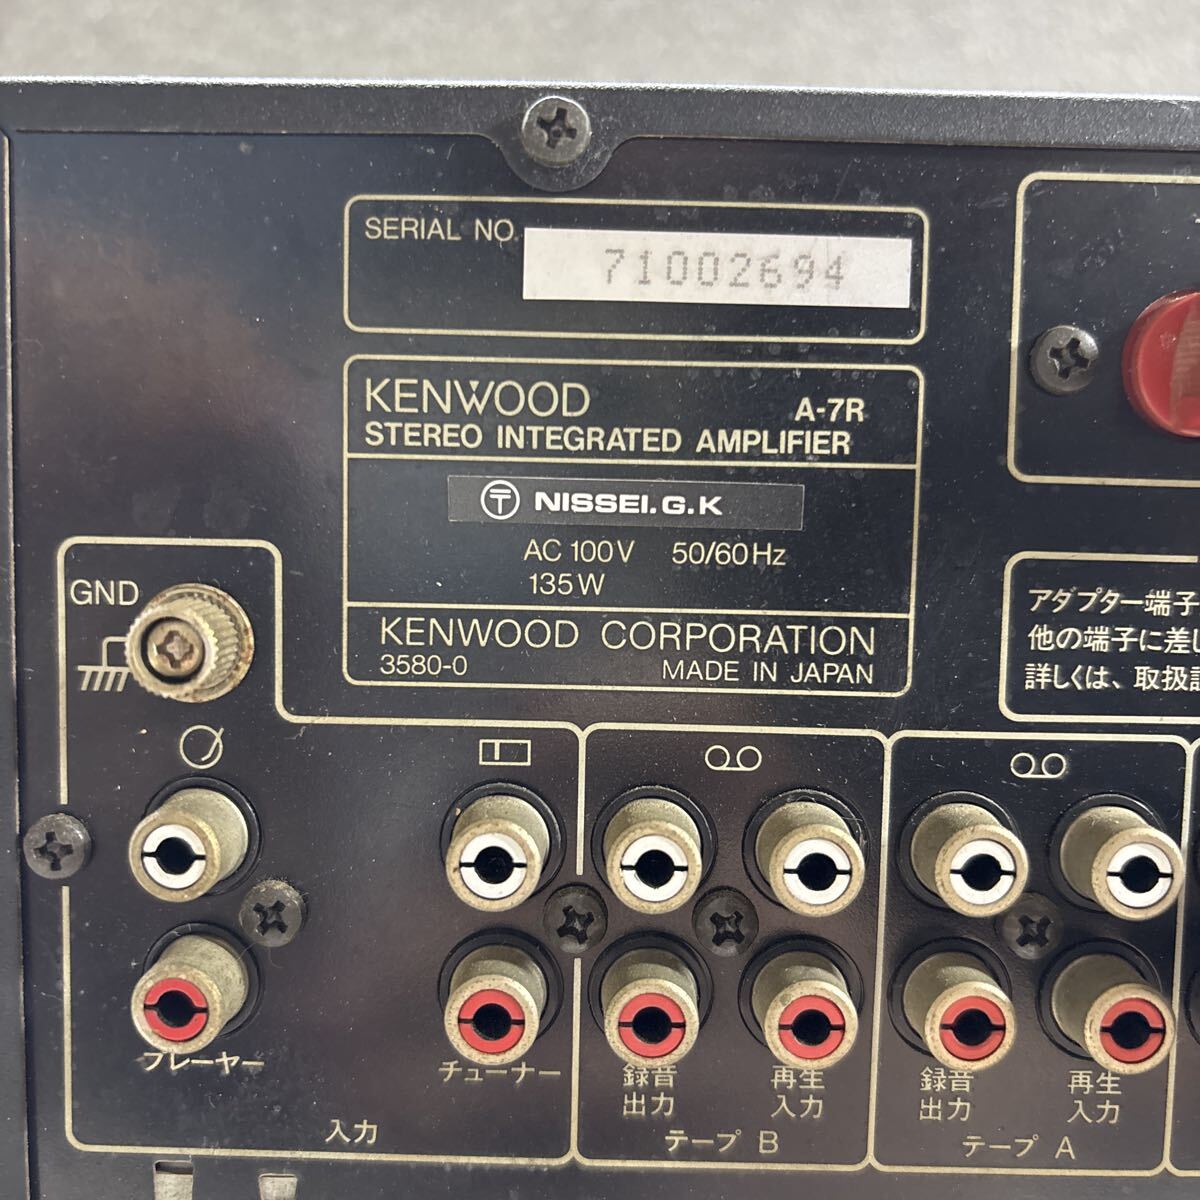 SERIAL NO.
71002694
KENWOOD A-7R
STEREO INTEGRATED AMPLIFIER
〒 NISSEI.G.K
AC 100V 50/60Hz
135W
KENWOOD CORPORATION
3580-0 MADE IN JAPAN
GND
アダプター端子
他の端子に差し
詳しくは、取扱
プレーヤー
チューナー
入力
録音
出力
再生
入力
テープ B
録音
出力
再生
入力
テープ A